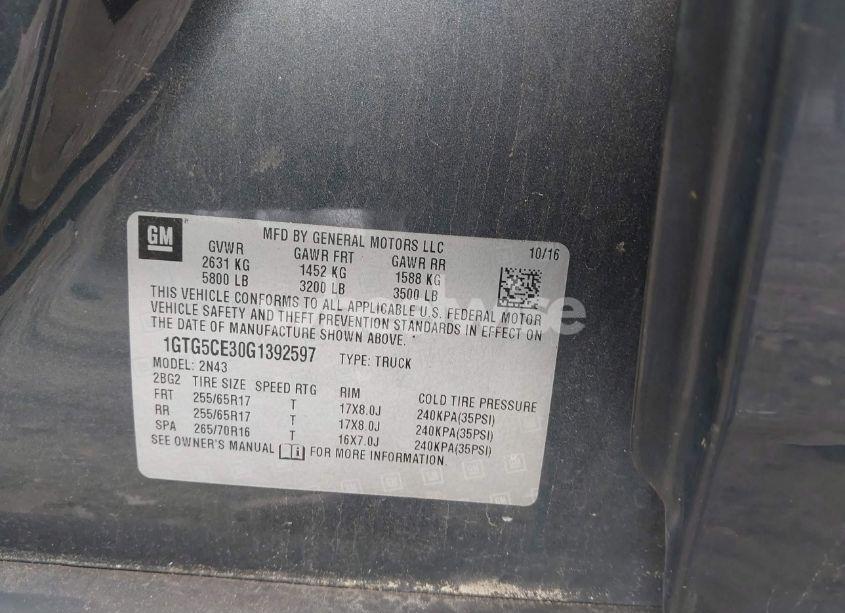 GM
MFD BY GENERAL MOTORS LLC 10/16
GVWR GAWR FRT GAWR RR
2631 KG 1452 KG 1588 KG
5800 LB 3200 LB 3500 LB
THIS VEHICLE CONFORMS TO ALL APPLICABLE U.S. FEDERAL MOTOR
VEHICLE SAFETY AND THEFT PREVENTION STANDARDS IN EFFECT ON
THE DATE OF MANUFACTURE SHOWN ABOVE.
1GTG5CE30G1392597 TYPE: TRUCK
MODEL: 2N43
2BG2 TIRE SIZE SPEED RTG RIM COLD TIRE PRESSURE
FRT 255/65R17 T 17X8.0J 240KPA(35PSI)
RR 255/65R17 T 17X8.0J 240KPA(35PSI)
SPA 265/70R16 T 16X7.0J 240KPA(35PSI)
SEE OWNER'S MANUAL FOR MORE INFORMATION